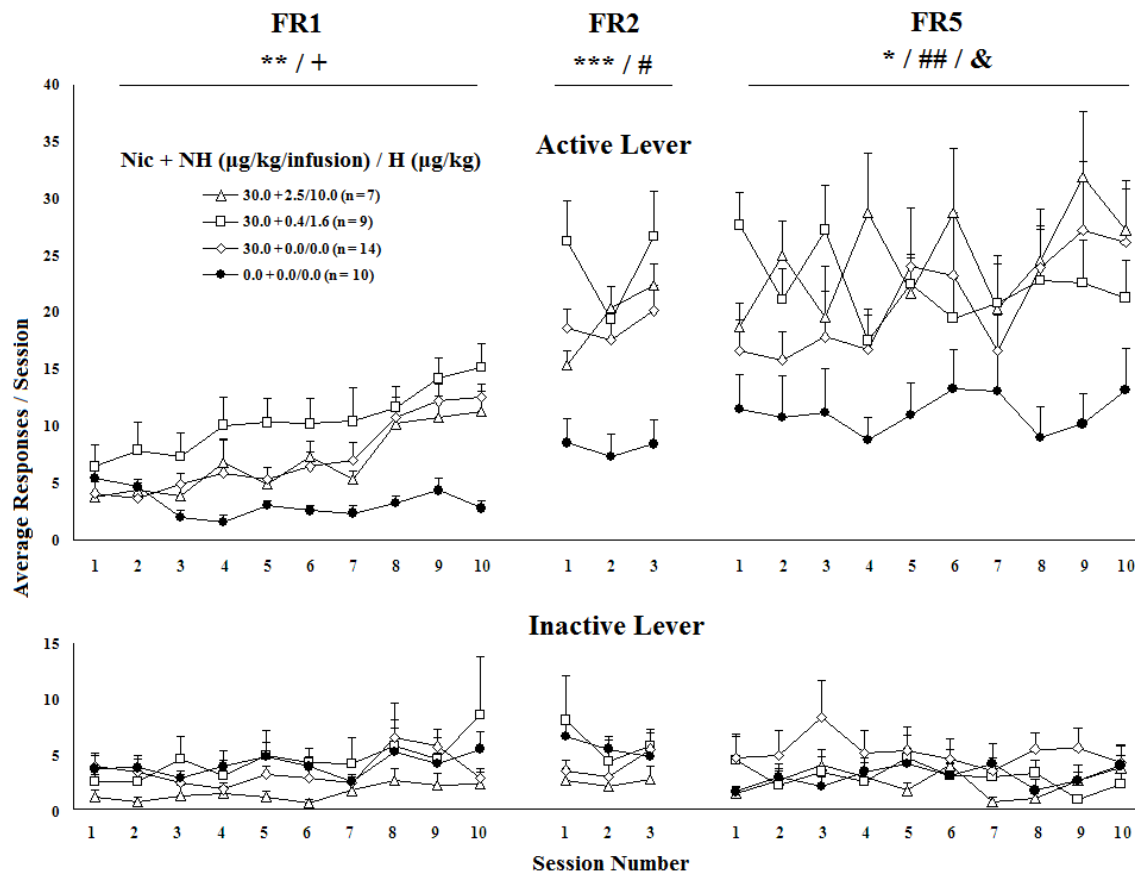 FR1 FR2 FR5
** / + *** / # * / ## / &
40
35
30
25
20
15
10
5
0
Average Responses / Session
Active Lever
Nic + NH (μg/kg/infusion) / H (μg/kg)
30.0 + 2.5/10.0 (n = 7)
30.0 + 0.4/1.6 (n = 9)
30.0 + 0.0/0.0 (n = 14)
0.0 + 0.0/0.0 (n = 10)
1 2 3 4 5 6 7 8 9 10 1 2 3 1 2 3 4 5 6 7 8 9 10
Inactive Lever
15
10
5
0
1 2 3 4 5 6 7 8 9 10 1 2 3 1 2 3 4 5 6 7 8 9 10
Session Number